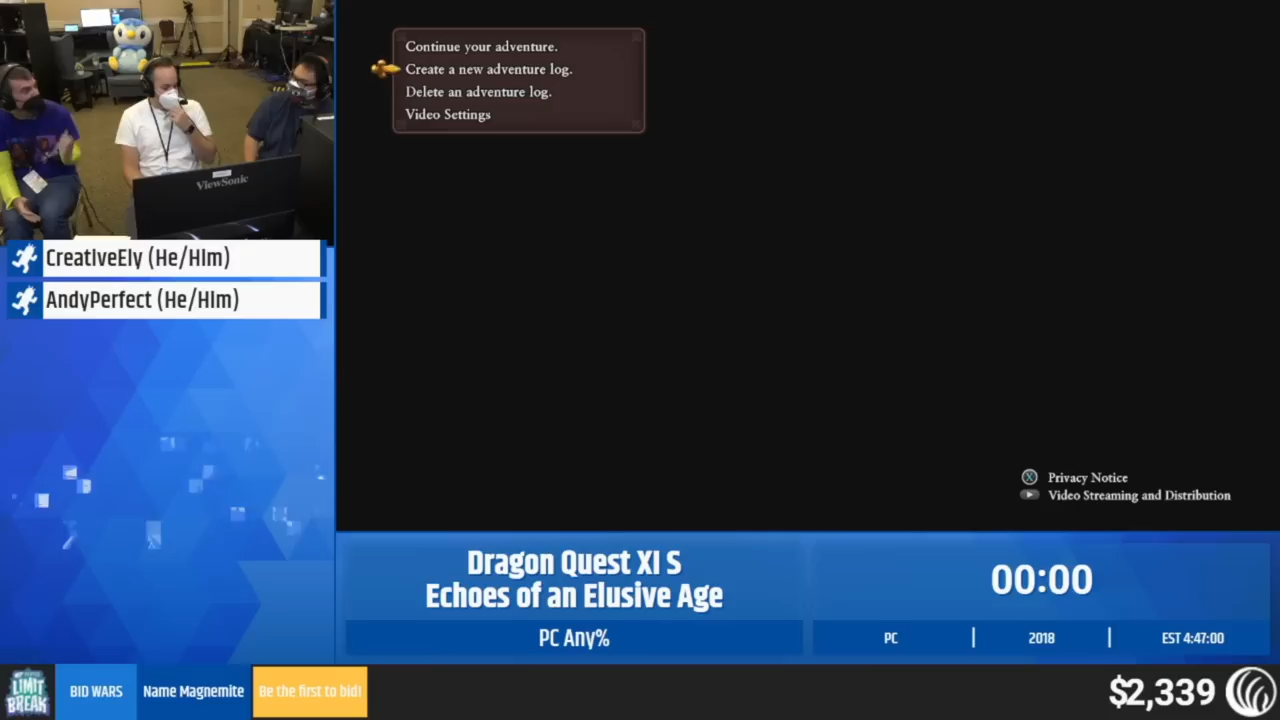 Continue your adventure.
Create a new adventure log.
Delete an adventure log.
Video Settings
ViewSonic
CreatIveEly (He/HIm)
AndyPerfect (He/HIm)
Privacy Notice
Video Streaming and Distribution
Dragon Quest XI S
Echoes of an Elusive Age
PC Any%
00:00
PC
2018
EST 4:47:00
LIMIT
BREAK
BID WARS
Name Magnemite
Be the first to bid!
$2,339